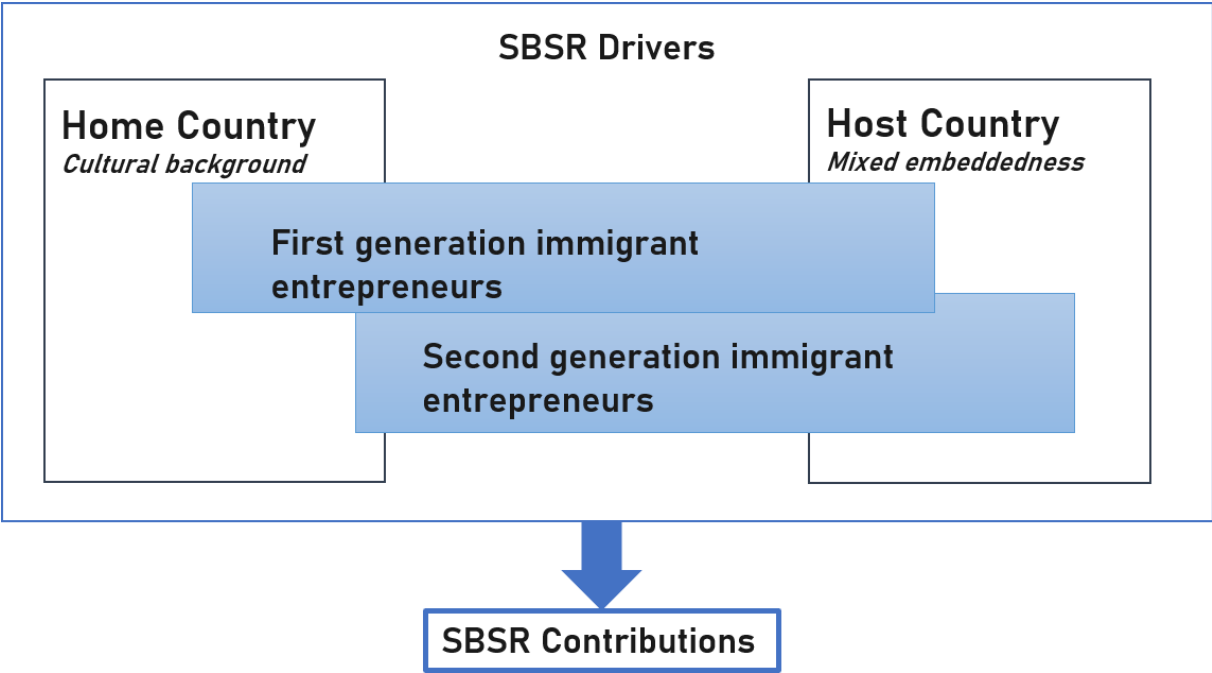 SBSR Drivers
Home Country
Cultural background
Host Country
Mixed embeddedness
First generation immigrant
entrepreneurs
Second generation immigrant
entrepreneurs
SBSR Contributions